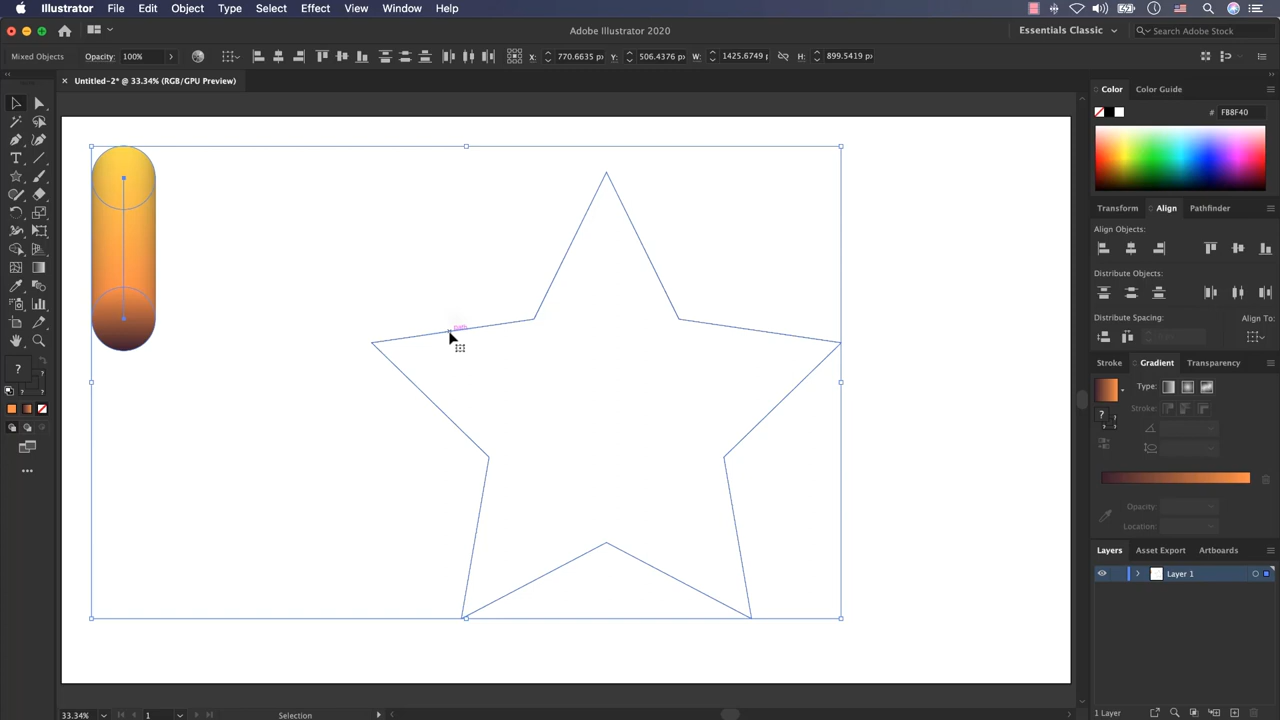 Illustrator File Edit Object Type Select Effect View Window Help
Adobe Illustrator 2020
Essentials Classic
Search Adobe Stock
Mixed Objects Opacity: 100% X: 770.6635 px Y: 506.4376 px W: 1425.6749 p H: 899.5419 px
Untitled-2* @ 33.34% (RGB/GPU Preview)
Color Color Guide
# FB8F40
Transform Align Pathfinder
Align Objects:
Distribute Objects:
Distribute Spacing: Align To:
0 px
path
Stroke Gradient Transparency
Type:
Stroke:
Opacity:
Location:
Layers Asset Export Artboards
Layer 1
33.34% 1 Selection
1 Layer